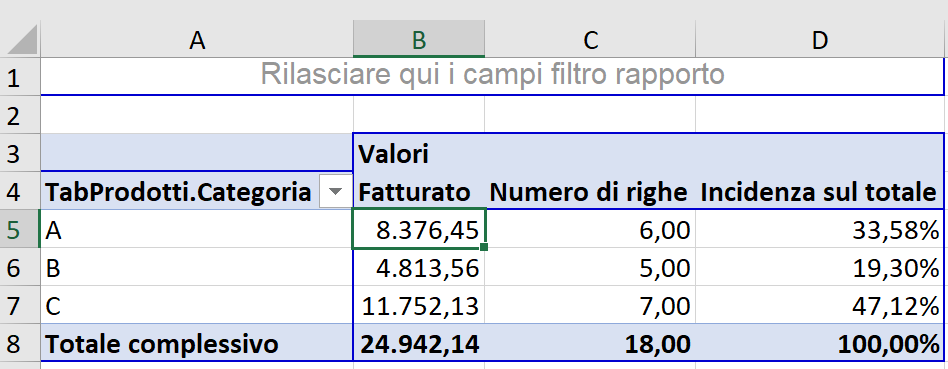 A B C D
1 Rilasciare qui i campi filtro rapporto
2
3 Valori
4 TabProdotti.Categoria Fatturato Numero di righe Incidenza sul totale
5 A 8.376,45 6,00 33,58%
6 B 4.813,56 5,00 19,30%
7 C 11.752,13 7,00 47,12%
8 Totale complessivo 24.942,14 18,00 100,00%